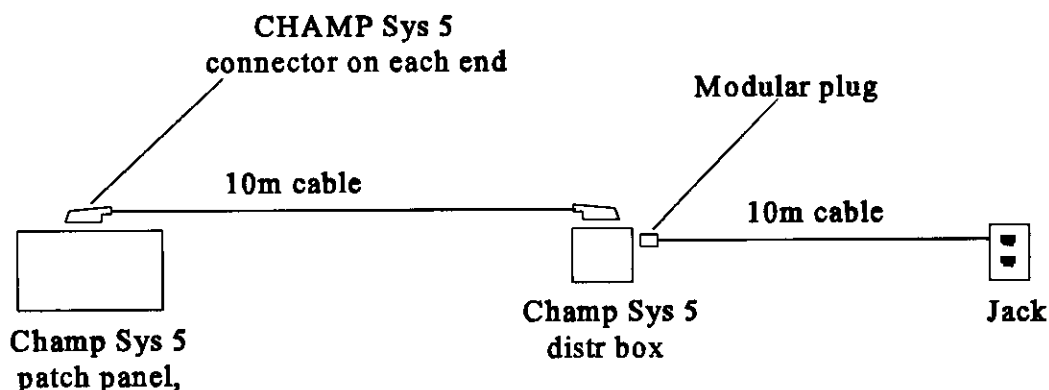 CHAMP Sys 5
connector on each end
Modular plug
10m cable
10m cable
Champ Sys 5
patch panel,
Champ Sys 5
distr box
Jack